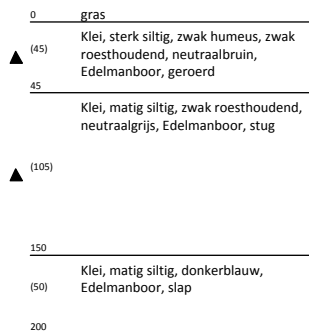 0 gras
Klei, sterk siltig, zwak humeus, zwak
(45) roesthoudend, neutraalbruin,
Edelmanboor, geroerd
45
Klei, matig siltig, zwak roesthoudend,
neutraalgrijs, Edelmanboor, stug
(105)
150
Klei, matig siltig, donkerblauw,
(50) Edelmanboor, slap
200